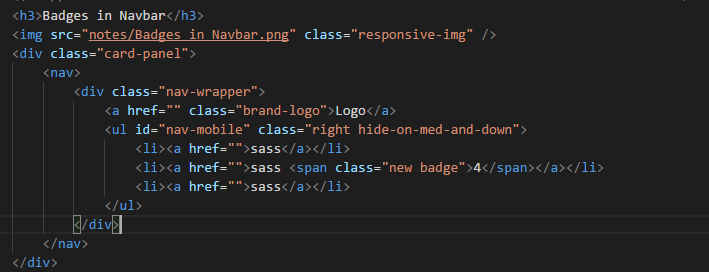 <h3>Badges in Navbar</h3>
<img src="notes/Badges in Navbar.png" class="responsive-img" />
<div class="card-panel">
<nav>
<div class="nav-wrapper">
<a href="" class="brand-logo">Logo</a>
<ul id="nav-mobile" class="right hide-on-med-and-down">
<li><a href="">sass</a></li>
<li><a href="">sass <span class="new badge">4</span></a></li>
<li><a href="">sass</a></li>
</ul>
</div>
</nav>
</div>